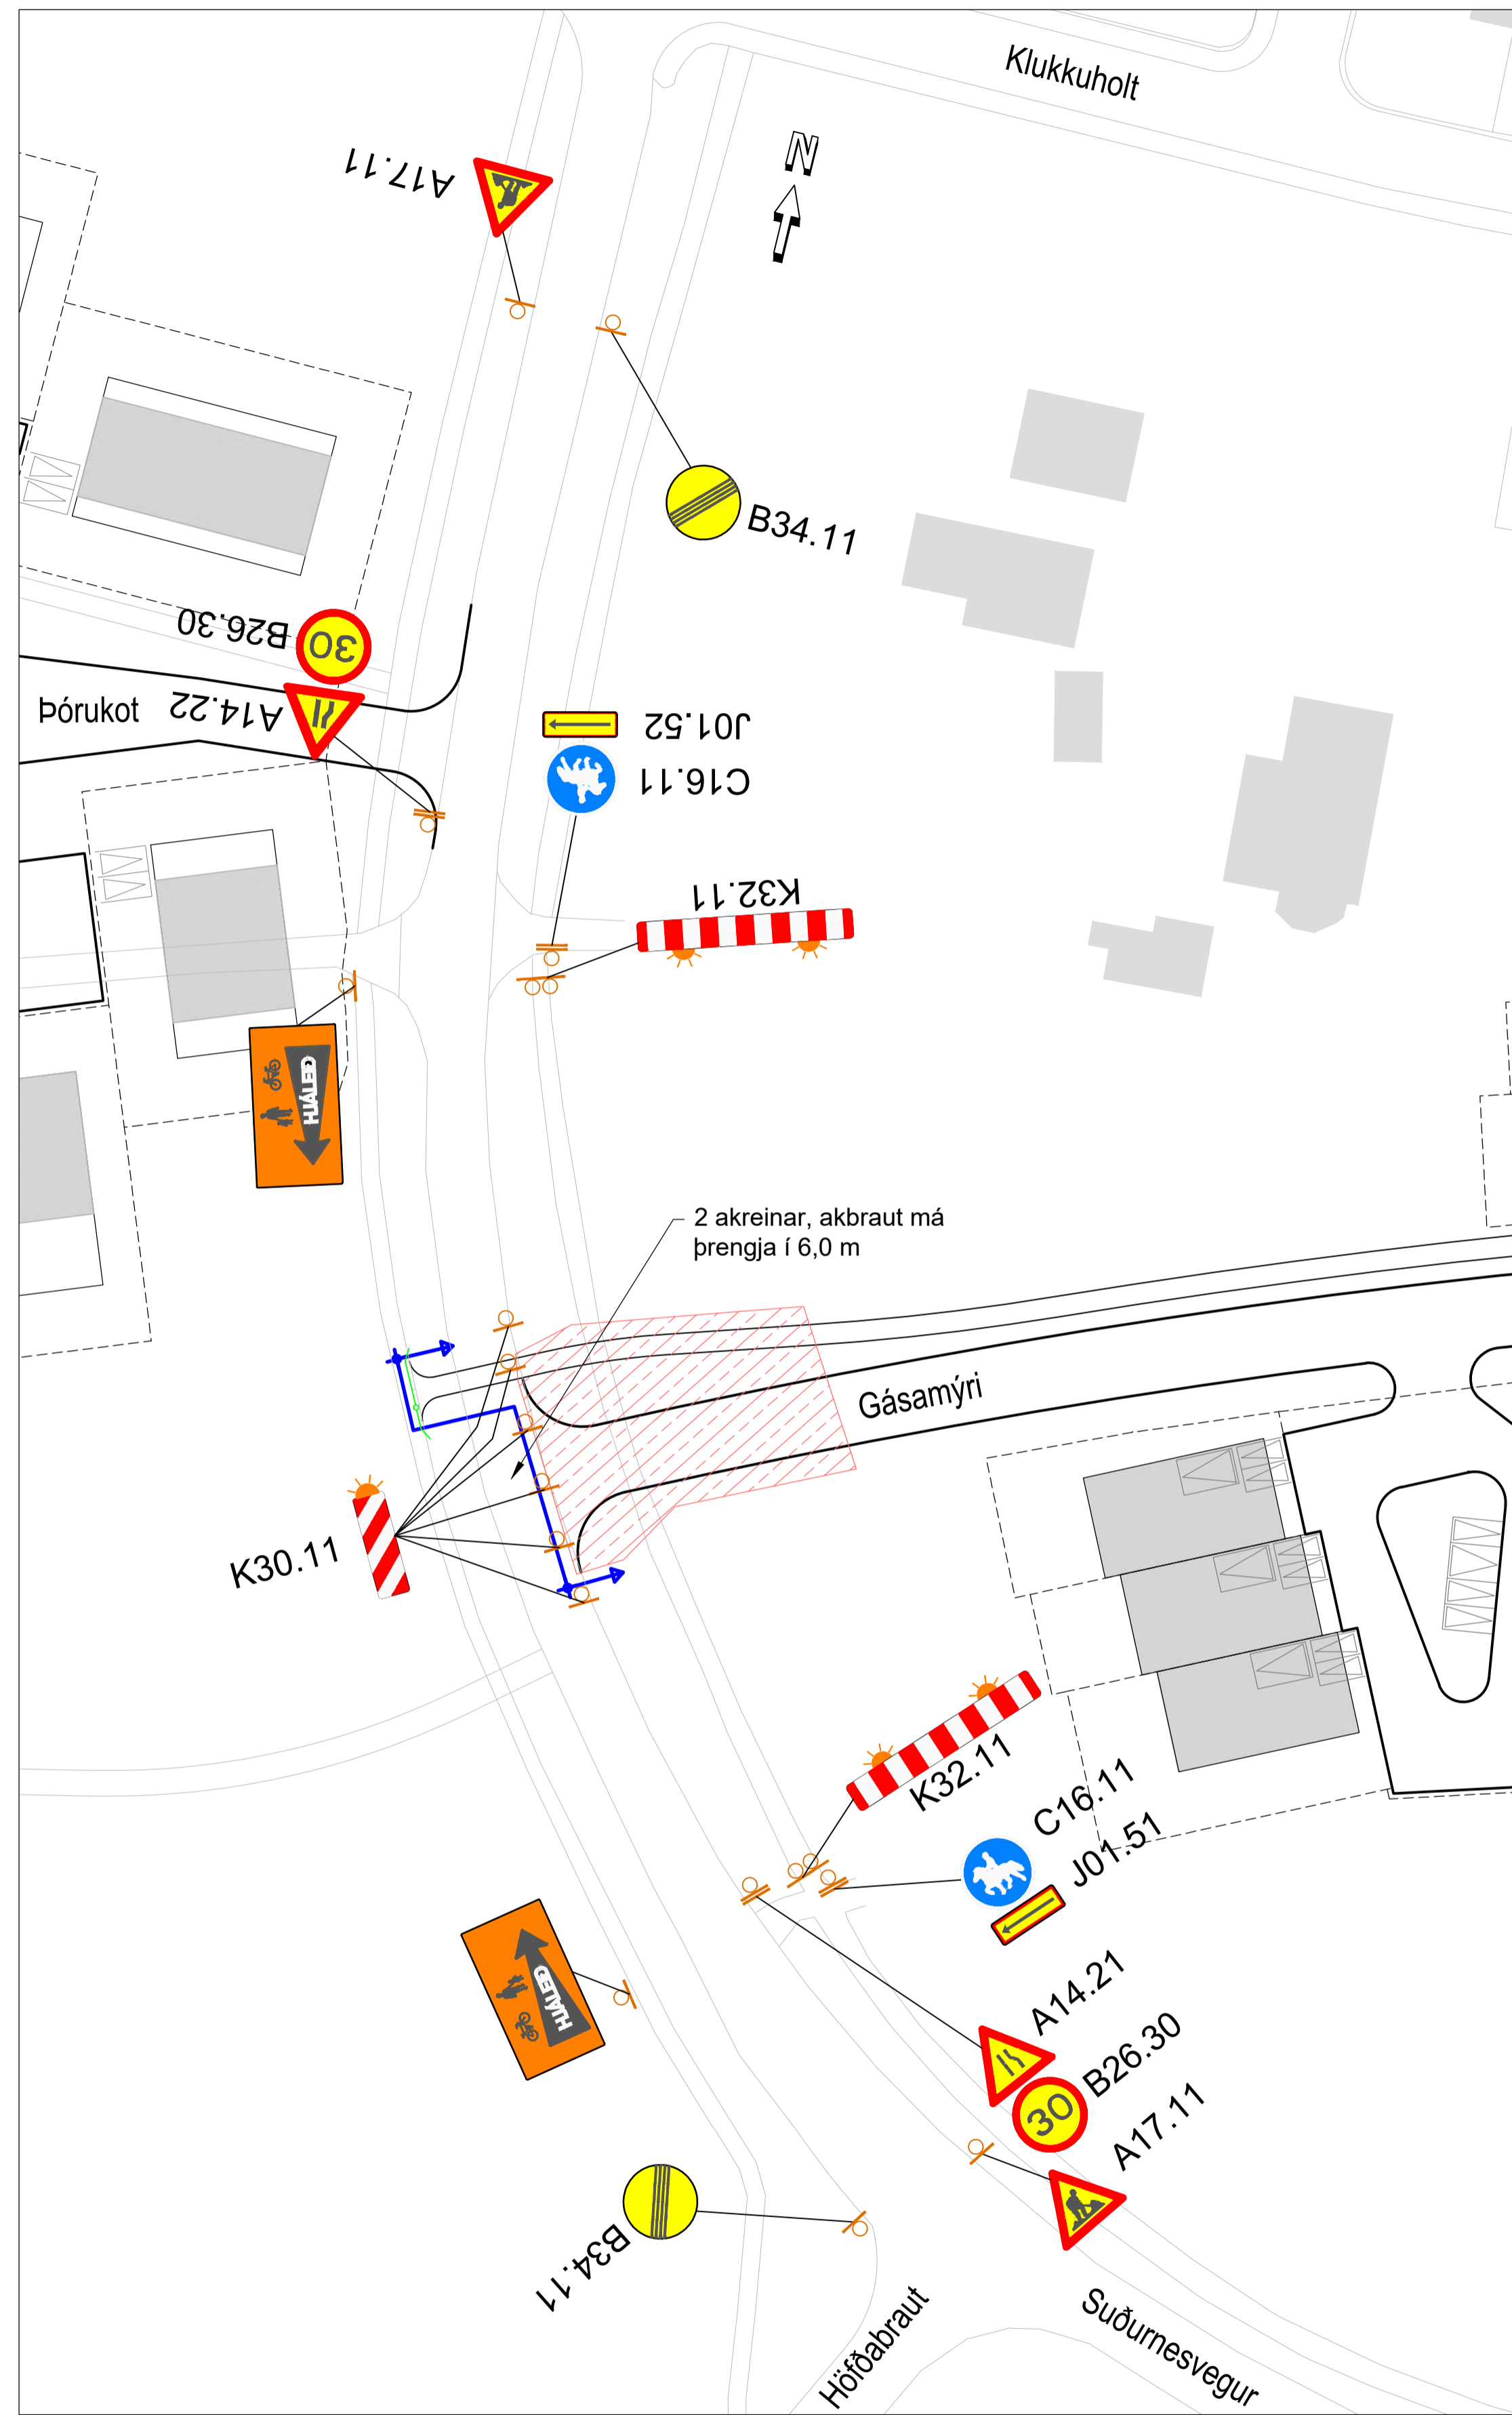 Klukkuholt
N
A17.11
B34.11
B26.30
30
Þórukot
A14.22
J01.52
C16.11
K32.11
HJÁLEIÐ
2 akreinar, akbraut má
þrengja í 6,0 m
Gásamýri
K30.11
K32.11
C16.11
J01.51
HJÁLEIÐ
A14.21
B26.30
30
A17.11
B34.11
Höfðabraut
Suðurnesvegur